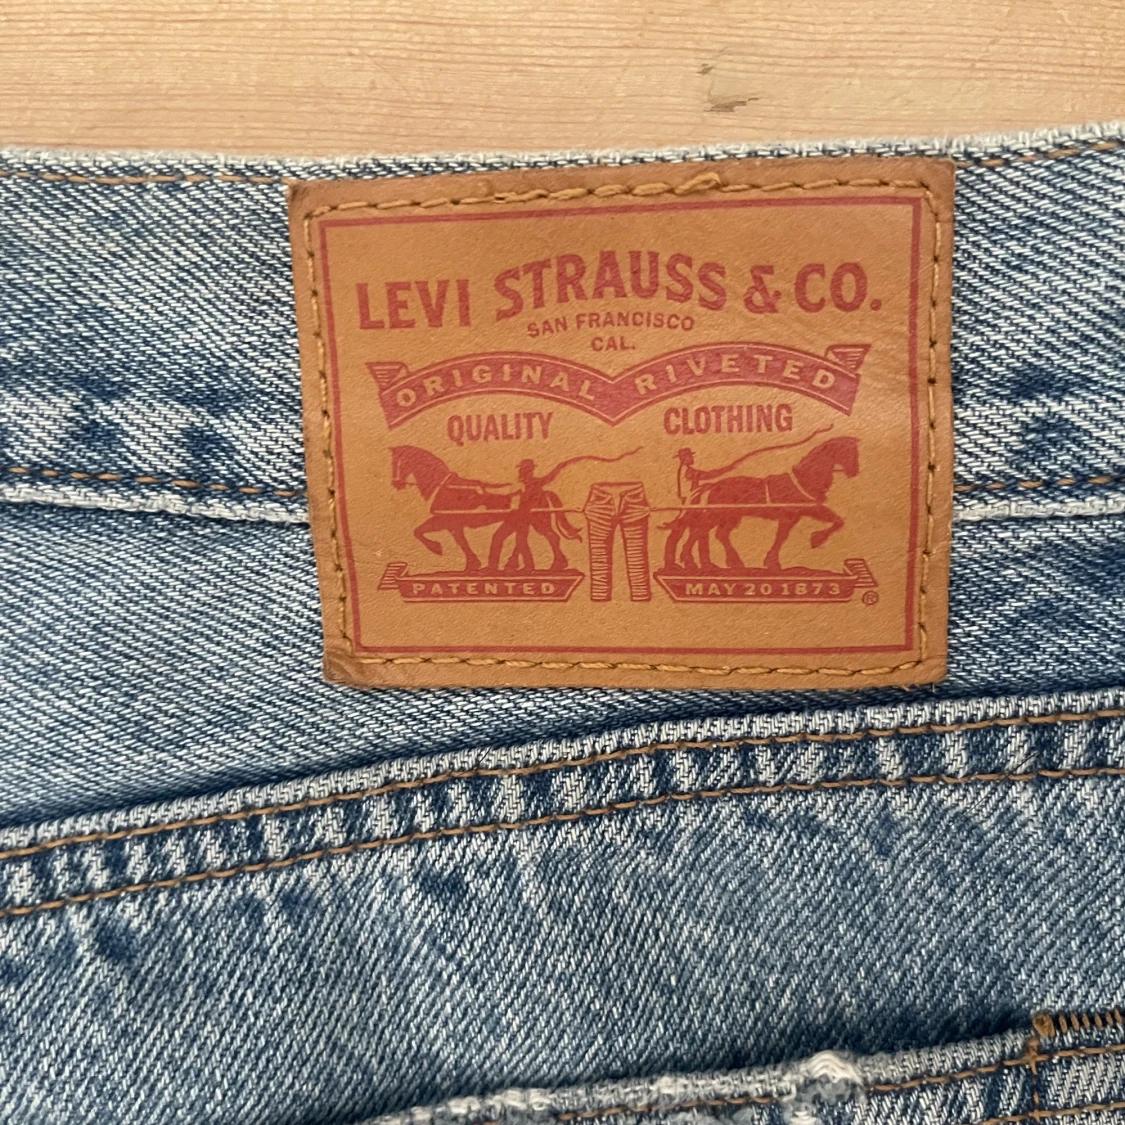 LEVI STRAUSS & CO.
SAN FRANCISCO
CAL.
ORIGINAL RIVETED
QUALITY CLOTHING
PATENTED MAY 20 1873 ®